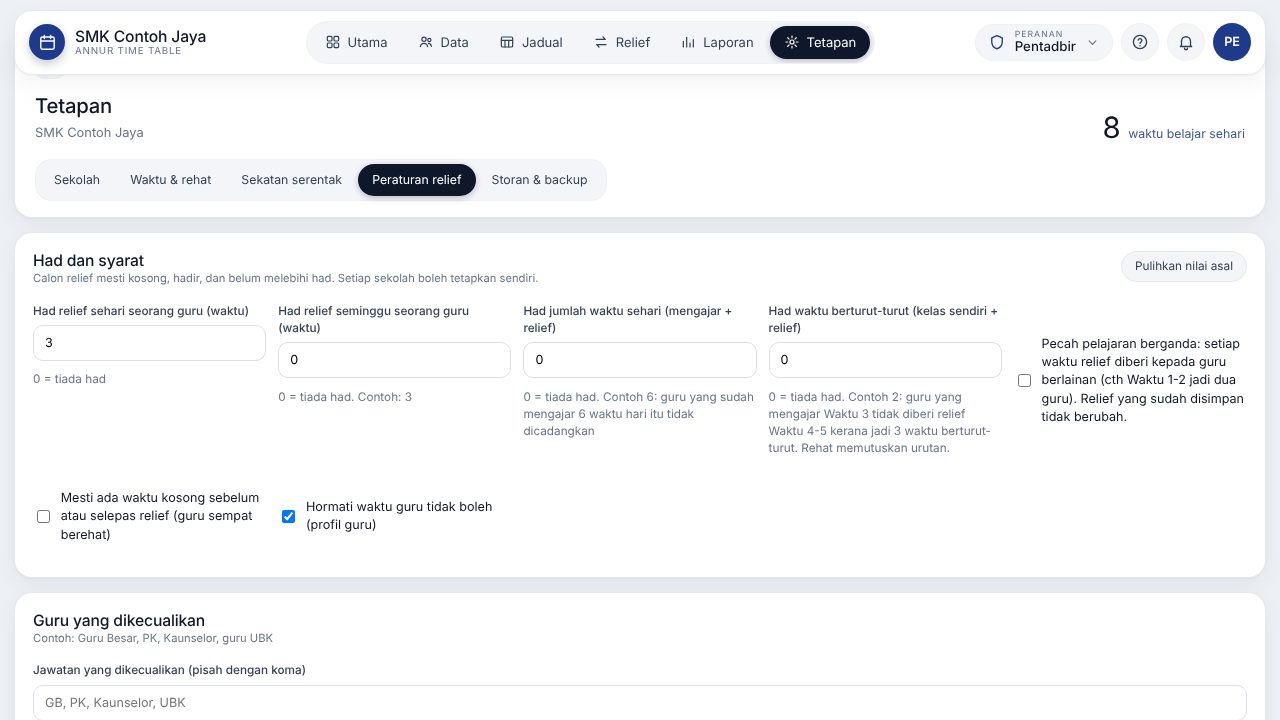 SMK Contoh Jaya
ANNUR TIME TABLE
Utama
Data
Jadual
Relief
Laporan
Tetapan
PERANAN
Pentadbir
PE
Tetapan
SMK Contoh Jaya
8 waktu belajar sehari
Sekolah
Waktu & rehat
Sekatan serentak
Peraturan relief
Storan & backup
Had dan syarat
Calon relief mesti kosong, hadir, dan belum melebihi had. Setiap sekolah boleh tetapkan sendiri.
Pulihkan nilai asal
Had relief sehari seorang guru (waktu)
3
0 = tiada had
Had relief seminggu seorang guru
(waktu)
0
0 = tiada had. Contoh: 3
Had jumlah waktu sehari (mengajar +
relief)
0
0 = tiada had. Contoh 6: guru yang sudah
mengajar 6 waktu hari itu tidak
dicadangkan
Had waktu berturut-turut (kelas sendiri +
relief)
0
0 = tiada had. Contoh 2: guru yang
mengajar Waktu 3 tidak diberi relief
Waktu 4-5 kerana jadi 3 waktu berturut-
turut. Rehat memutuskan urutan.
Pecah pelajaran berganda: setiap
waktu relief diberi kepada guru
berlainan (cth Waktu 1-2 jadi dua
guru). Relief yang sudah disimpan
tidak berubah.
Mesti ada waktu kosong sebelum
atau selepas relief (guru sempat
berehat)
Hormati waktu guru tidak boleh
(profil guru)
Guru yang dikecualikan
Contoh: Guru Besar, PK, Kaunselor, guru UBK
Jawatan yang dikecualikan (pisah dengan koma)
GB, PK, Kaunselor, UBK